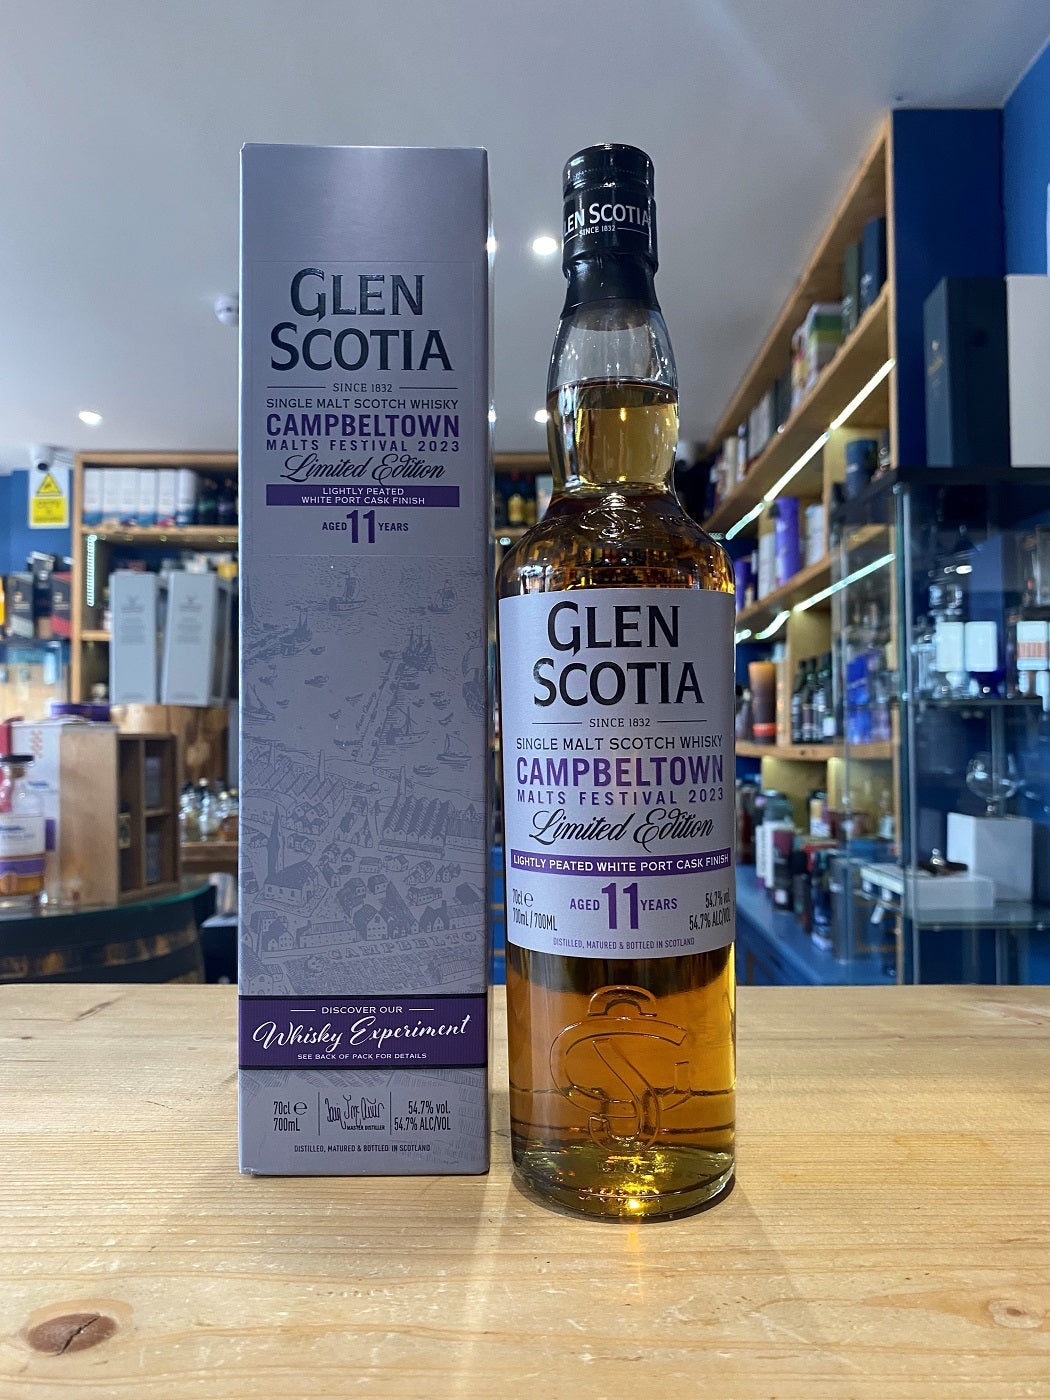 GLEN
SCOTIA
SINCE 1832
SINGLE MALT SCOTCH WHISKY
CAMPBELTOWN
MALTS FESTIVAL 2023
Limited Edition
LIGHTLY PEATED
WHITE PORT CASK FINISH
AGED 11 YEARS
DISCOVER OUR
Whisky Experiment
SEE BACK OF PACK FOR DETAILS
70cl e
700mL
MASTER DISTILLER
54.7% vol.
54.7% ALC/VOL
DISTILLED, MATURED & BOTTLED IN SCOTLAND
GLEN SCOTIA
SINCE 1832
GLEN
SCOTIA
SINCE 1832
SINGLE MALT SCOTCH WHISKY
CAMPBELTOWN
MALTS FESTIVAL 2023
Limited Edition
LIGHTLY PEATED WHITE PORT CASK FINISH
70cl e
700mL / 700ML
AGED 11 YEARS
54.7% vol.
54.7% ALC/VOL
DISTILLED, MATURED & BOTTLED IN SCOTLAND